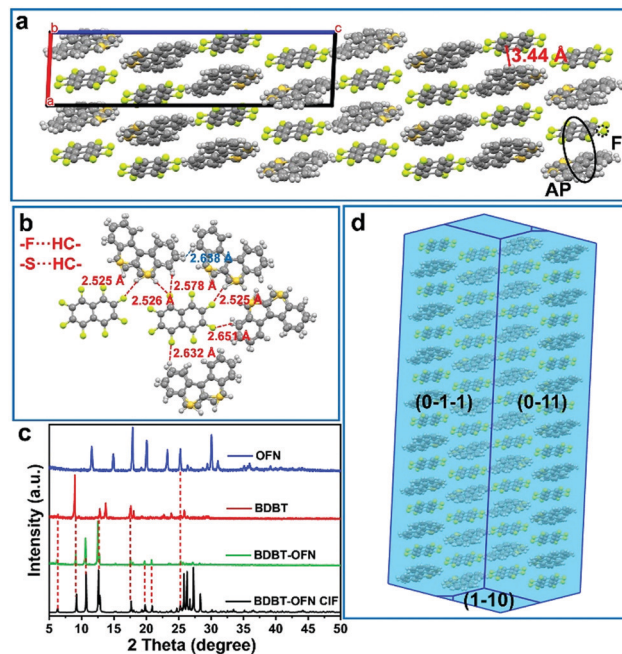 a
b
c
a
3.44 Å
F
AP
b
-F···HC-
-S···HC-
2.638 Å
2.525 Å
2.578 Å
2.526 Å
2.525 Å
2.651 Å
2.632 Å
c
OFN
BDBT
BDBT-OFN
BDBT-OFN CIF
Intensity (a.u.)
5 10 15 20 25 30 35 40 45 50
2 Theta (degree)
d
(0-1-1)
(0-11)
(1-10)